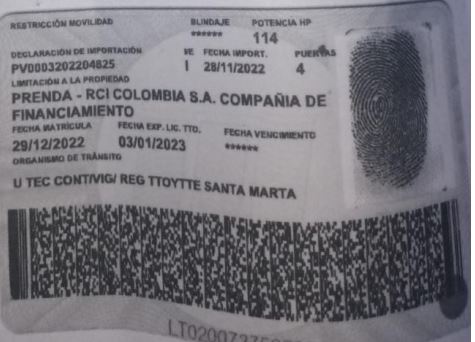 RESTRICCIÓN MOVILIDAD BLINDAJE POTENCIA HP
****** 114
DECLARACIÓN DE IMPORTACIÓN I/E FECHA IMPORT. PUERTAS
PV0003202204825 I 28/11/2022 4
LIMITACIÓN A LA PROPIEDAD
PRENDA - RCI COLOMBIA S.A. COMPAÑIA DE
FINANCIAMIENTO
FECHA MATRÍCULA FECHA EXP. LIC. TTO. FECHA VENCIMIENTO
29/12/2022 03/01/2023 ******
ORGANISMO DE TRÁNSITO
U TEC CONT/VIG/ REG TTOYTTE SANTA MARTA